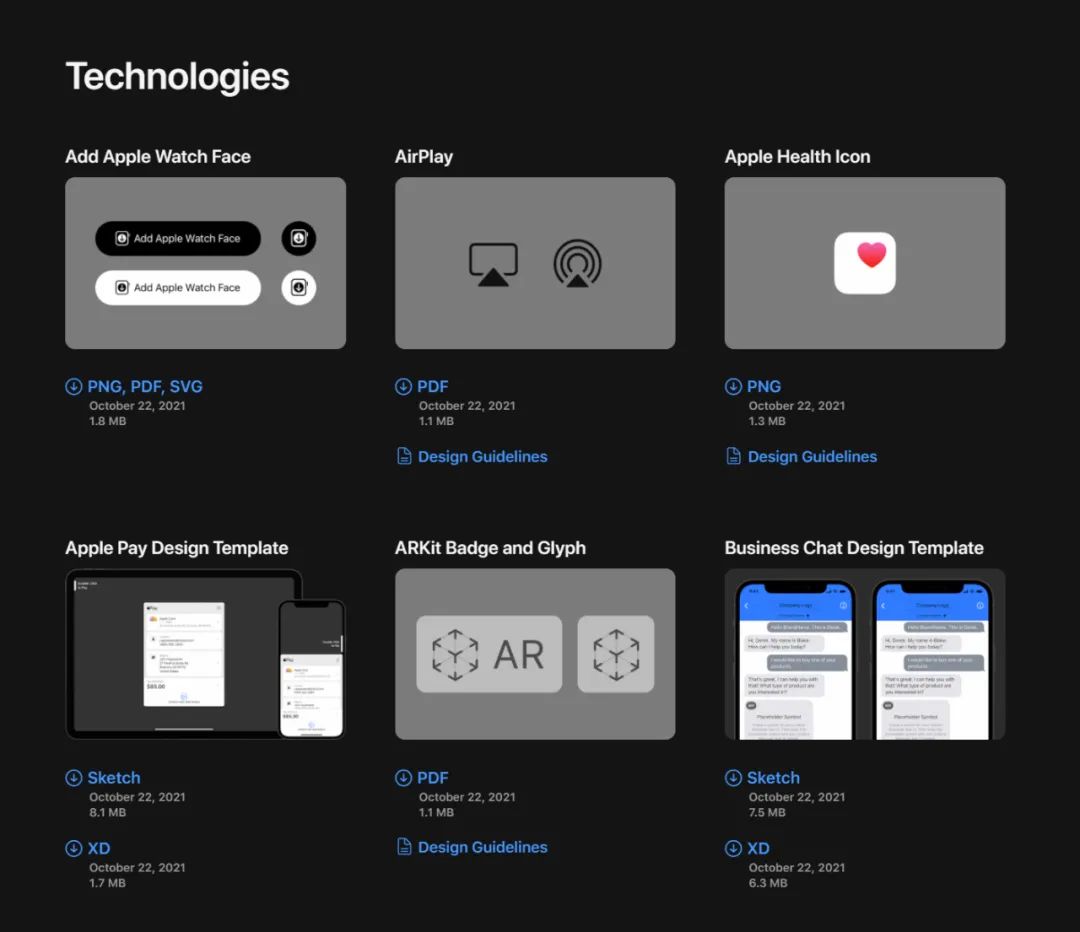 Technologies
Add Apple Watch Face
AirPlay
Apple Health Icon
Add Apple Watch Face
Add Apple Watch Face
PNG, PDF, SVG
October 22, 2021
1.8 MB
PDF
October 22, 2021
1.1 MB
Design Guidelines
PNG
October 22, 2021
1.3 MB
Design Guidelines
Apple Pay Design Template
ARKit Badge and Glyph
Business Chat Design Template
Pay
$85.00
Pay
$85.00
AR
Hi, Derek. My name is Blake.
How can I help you today?
I would like to buy one of your
products.
That's great, I can help you with
that! What type of product are
you interested in?
Placeholder Symbol
Hi, Derek. My name is Blake.
How can I help you today?
I would like to buy one of your
products.
That's great, I can help you with
that! What type of product are
you interested in?
Placeholder Symbol
Sketch
October 22, 2021
8.1 MB
XD
October 22, 2021
1.7 MB
PDF
October 22, 2021
1.1 MB
Design Guidelines
Sketch
October 22, 2021
7.5 MB
XD
October 22, 2021
6.3 MB